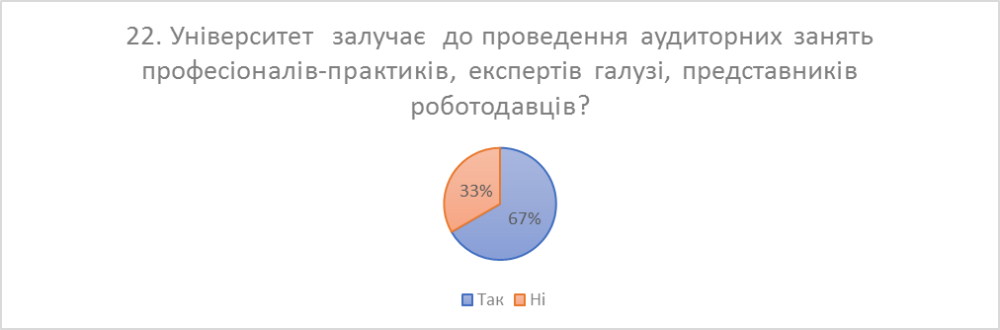 22. Університет залучає до проведення аудиторних занять
професіоналів-практиків, експертів галузі, представників
роботодавців?
33%
67%
Так Ні